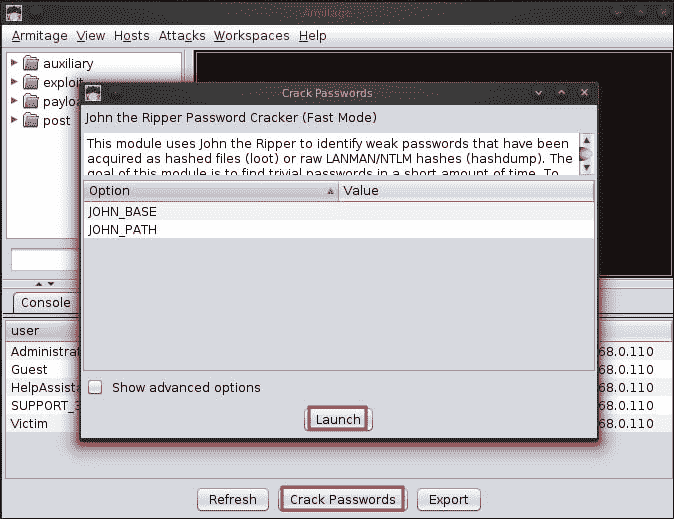 Armitage
Armitage View Hosts Attacks Workspaces Help
auxiliary
exploit
payloa
post
Crack Passwords
John the Ripper Password Cracker (Fast Mode)
This module uses John the Ripper to identify weak passwords that have been
acquired as hashed files (loot) or raw LANMAN/NTLM hashes (hashdump). The
goal of this module is to find trivial passwords in a short amount of time. To
Option Value
JOHN_BASE
JOHN_PATH
Show advanced options
Launch
Console
user
Administra 68.0.110
Guest 68.0.110
HelpAssista 68.0.110
SUPPORT_3 68.0.110
Victim 68.0.110
Refresh Crack Passwords Export